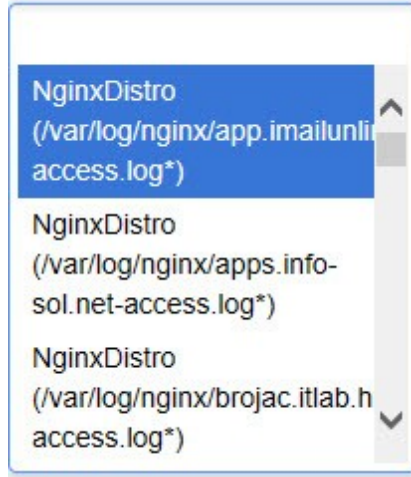 NginxDistro
(/var/log/nginx/app.imailunli
access.log*)
NginxDistro
(/var/log/nginx/apps.info-
sol.net-access.log*)
NginxDistro
(/var/log/nginx/brojac.itlab.h
access.log*)